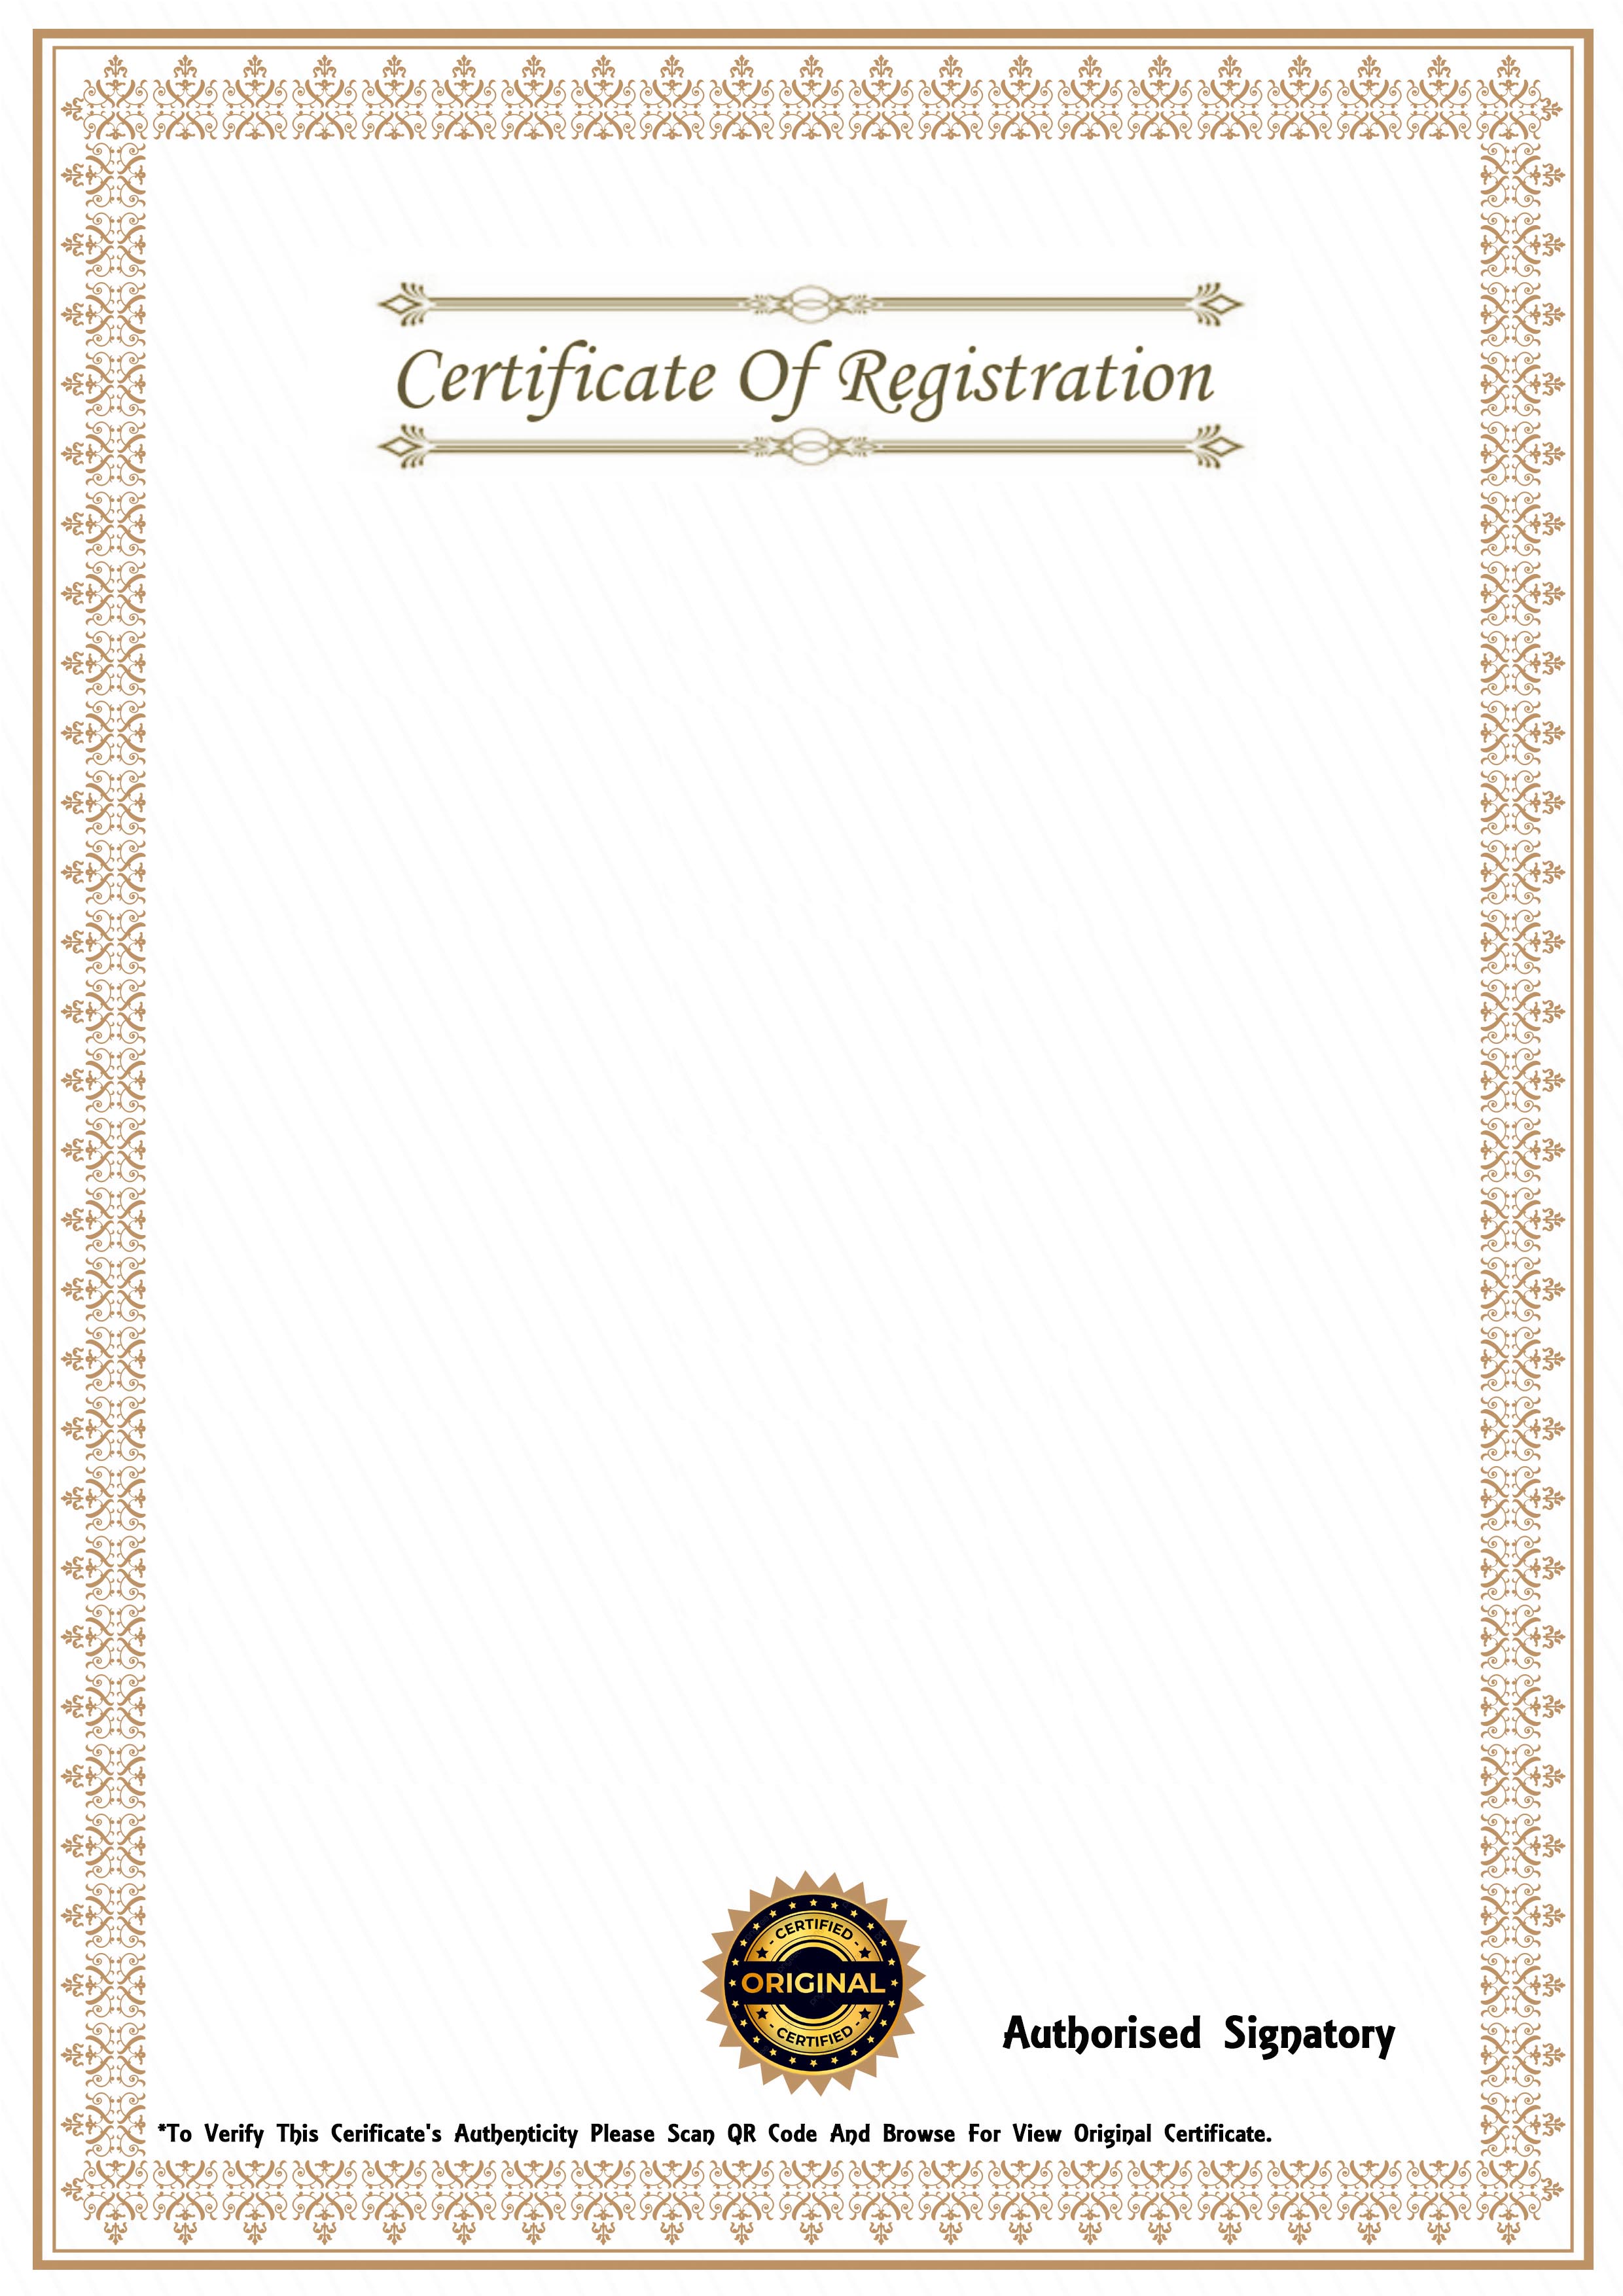 Certificate Of Registration
- CERTIFIED -
ORIGINAL
- CERTIFIED -
Authorised Signatory
*To Verify This Cerificate's Authenticity Please Scan QR Code And Browse For View Original Certificate.